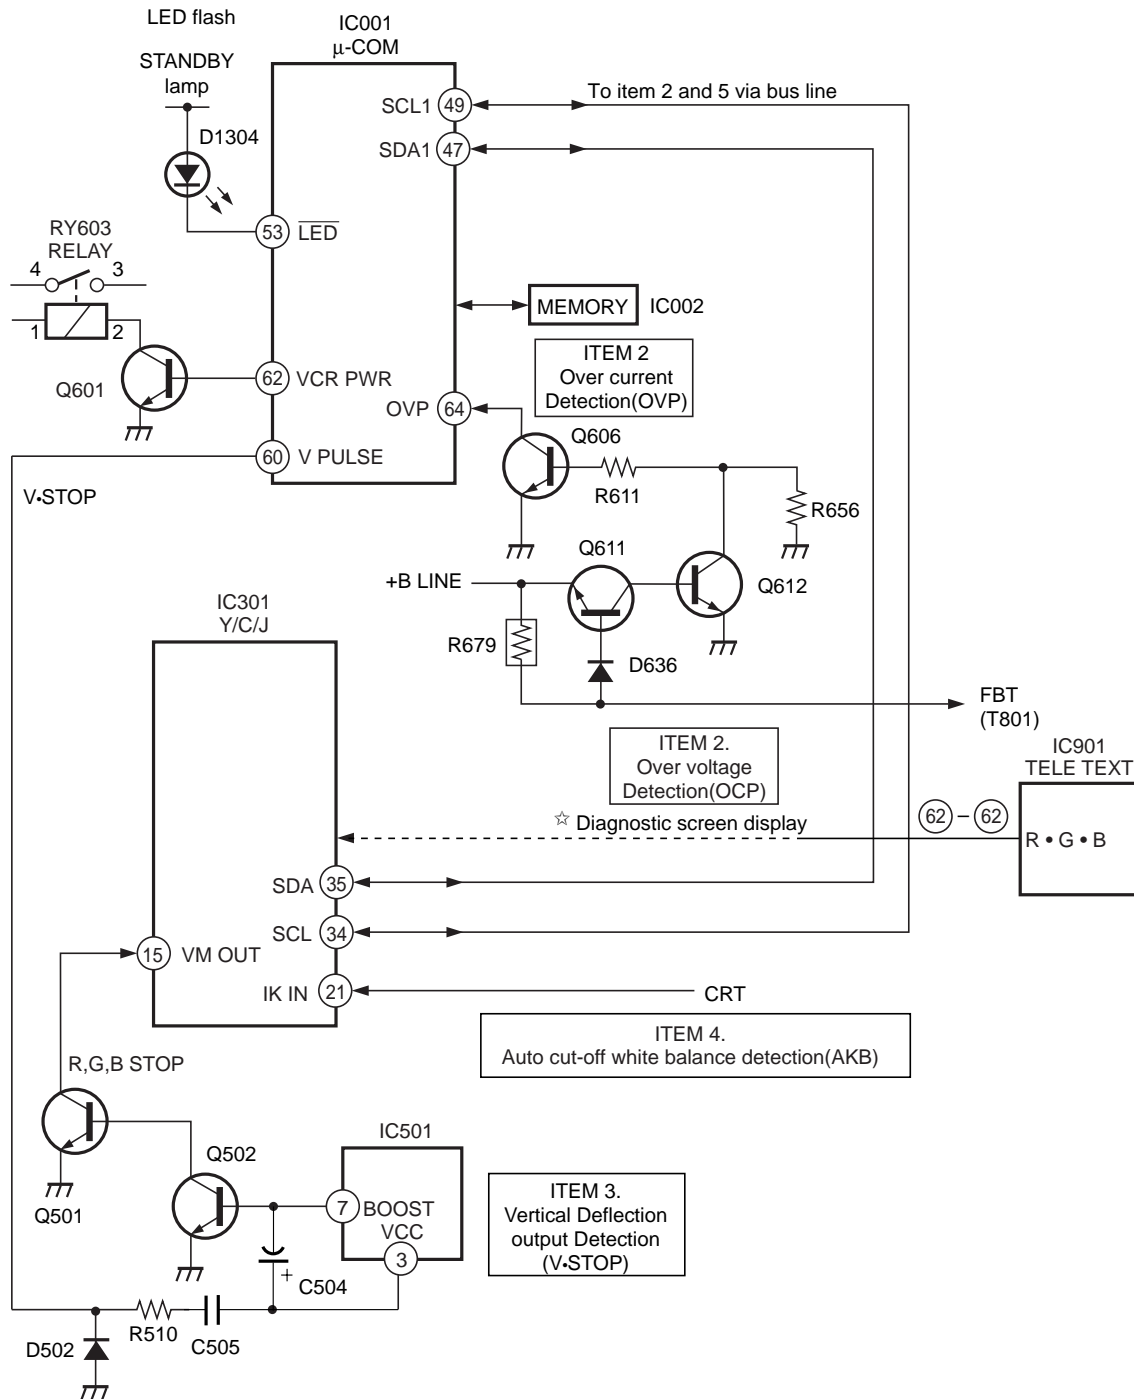 LED flash
IC001
μ-COM
STANDBY
lamp
SCL1
49
To item 2 and 5 via bus line
D1304
SDA1
47
RY603
RELAY
53
LED
4
3
MEMORY
IC002
1
2
ITEM 2
Over current
Detection(OVP)
Q601
62
VCR PWR
OVP
64
Q606
60
V PULSE
R611
V•STOP
R656
Q611
+B LINE
Q612
IC301
Y/C/J
R679
D636
FBT
(T801)
ITEM 2.
Over voltage
Detection(OCP)
IC901
TELE TEXT
☆ Diagnostic screen display
62 – 62
R • G • B
SDA
35
15
VM OUT
SCL
34
IK IN
21
CRT
ITEM 4.
Auto cut-off white balance detection(AKB)
R,G,B STOP
IC501
Q502
Q501
7
BOOST
VCC
3
ITEM 3.
Vertical Deflection
output Detection
(V•STOP)
+
C504
R510
C505
D502